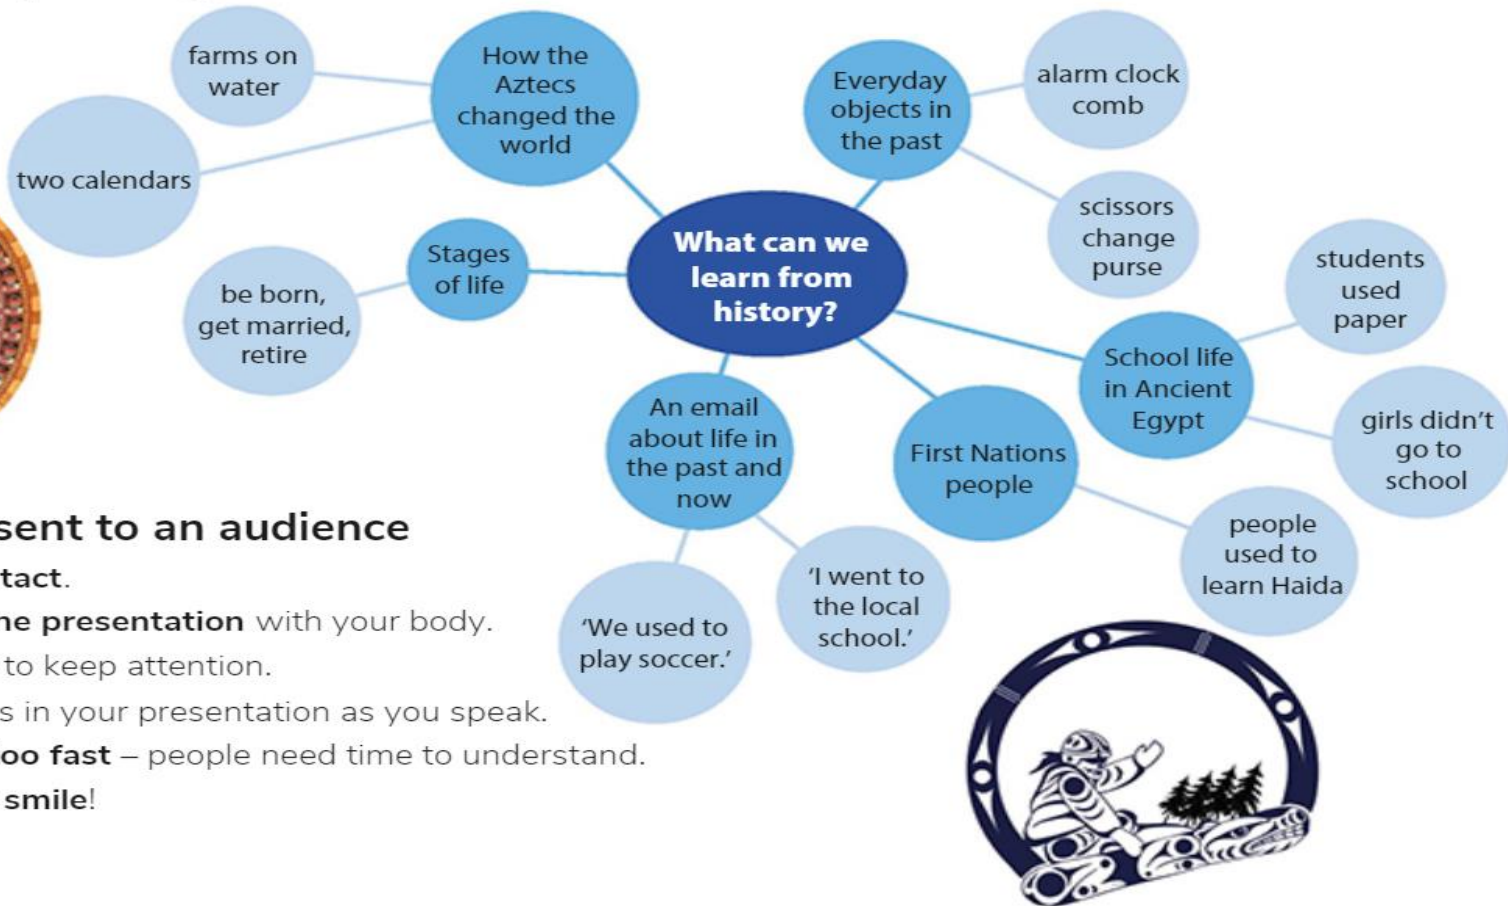 farms on
water
two calendars
How the
Aztecs
changed the
world
Everyday
objects in
the past
alarm clock
comb
scissors
change
purse
Stages
of life
be born,
get married,
retire
What can we
learn from
history?
students
used
paper
School life
in Ancient
Egypt
girls didn't
go to
school
An email
about life in
the past and
now
First Nations
people
people
used to
learn Haida
'We used to
play soccer.'
'I went to
the local
school.'
to an audience
with your body.
to keep attention.
in your presentation as you speak.
fast – people need time to understand.
smile!